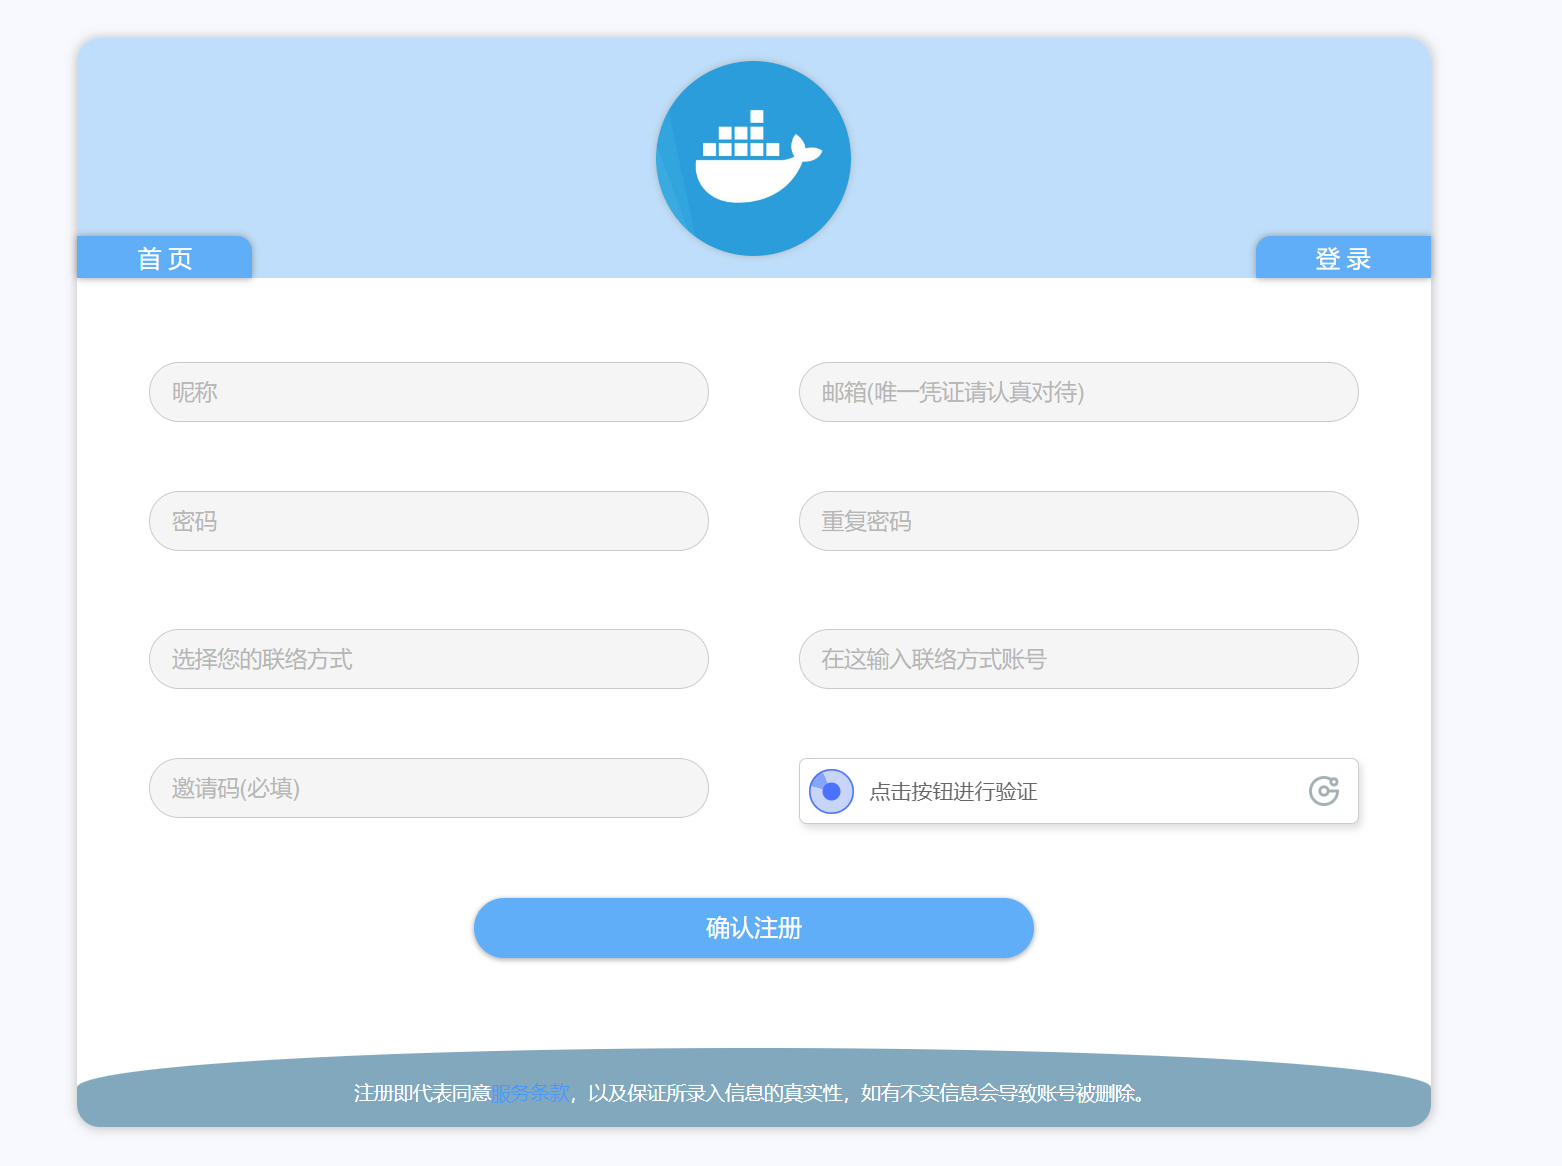 首页
登录
昵称
邮箱(唯一凭证请认真对待)
密码
重复密码
选择您的联络方式
在这输入联络方式账号
邀请码(必填)
点击按钮进行验证
确认注册
注册即代表同意服务条款，以及保证所录入信息的真实性，如有不实信息会导致账号被删除。